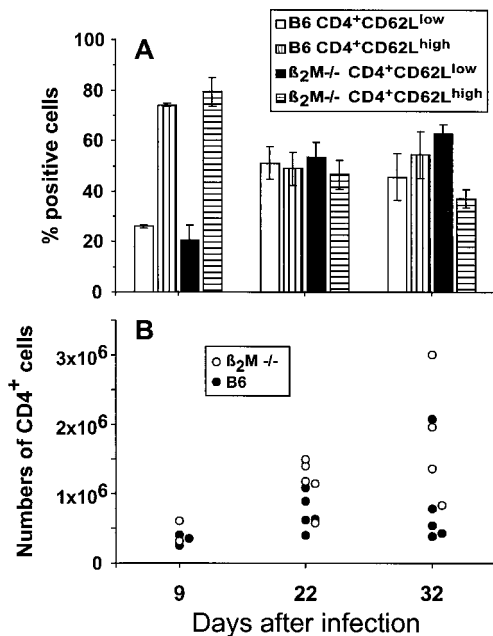 A
B6 CD4⁺CD62Lˡᵒʷ
B6 CD4⁺CD62Lʰⁱᵍʰ
ß₂M-/- CD4⁺CD62Lˡᵒʷ
ß₂M-/- CD4⁺CD62Lʰⁱᵍʰ
% positive cells
100
80
60
40
20
0
B
ß₂M -/-
B6
Numbers of CD4⁺ cells
3x10⁶
2x10⁶
1x10⁶
0
9
22
32
Days after infection